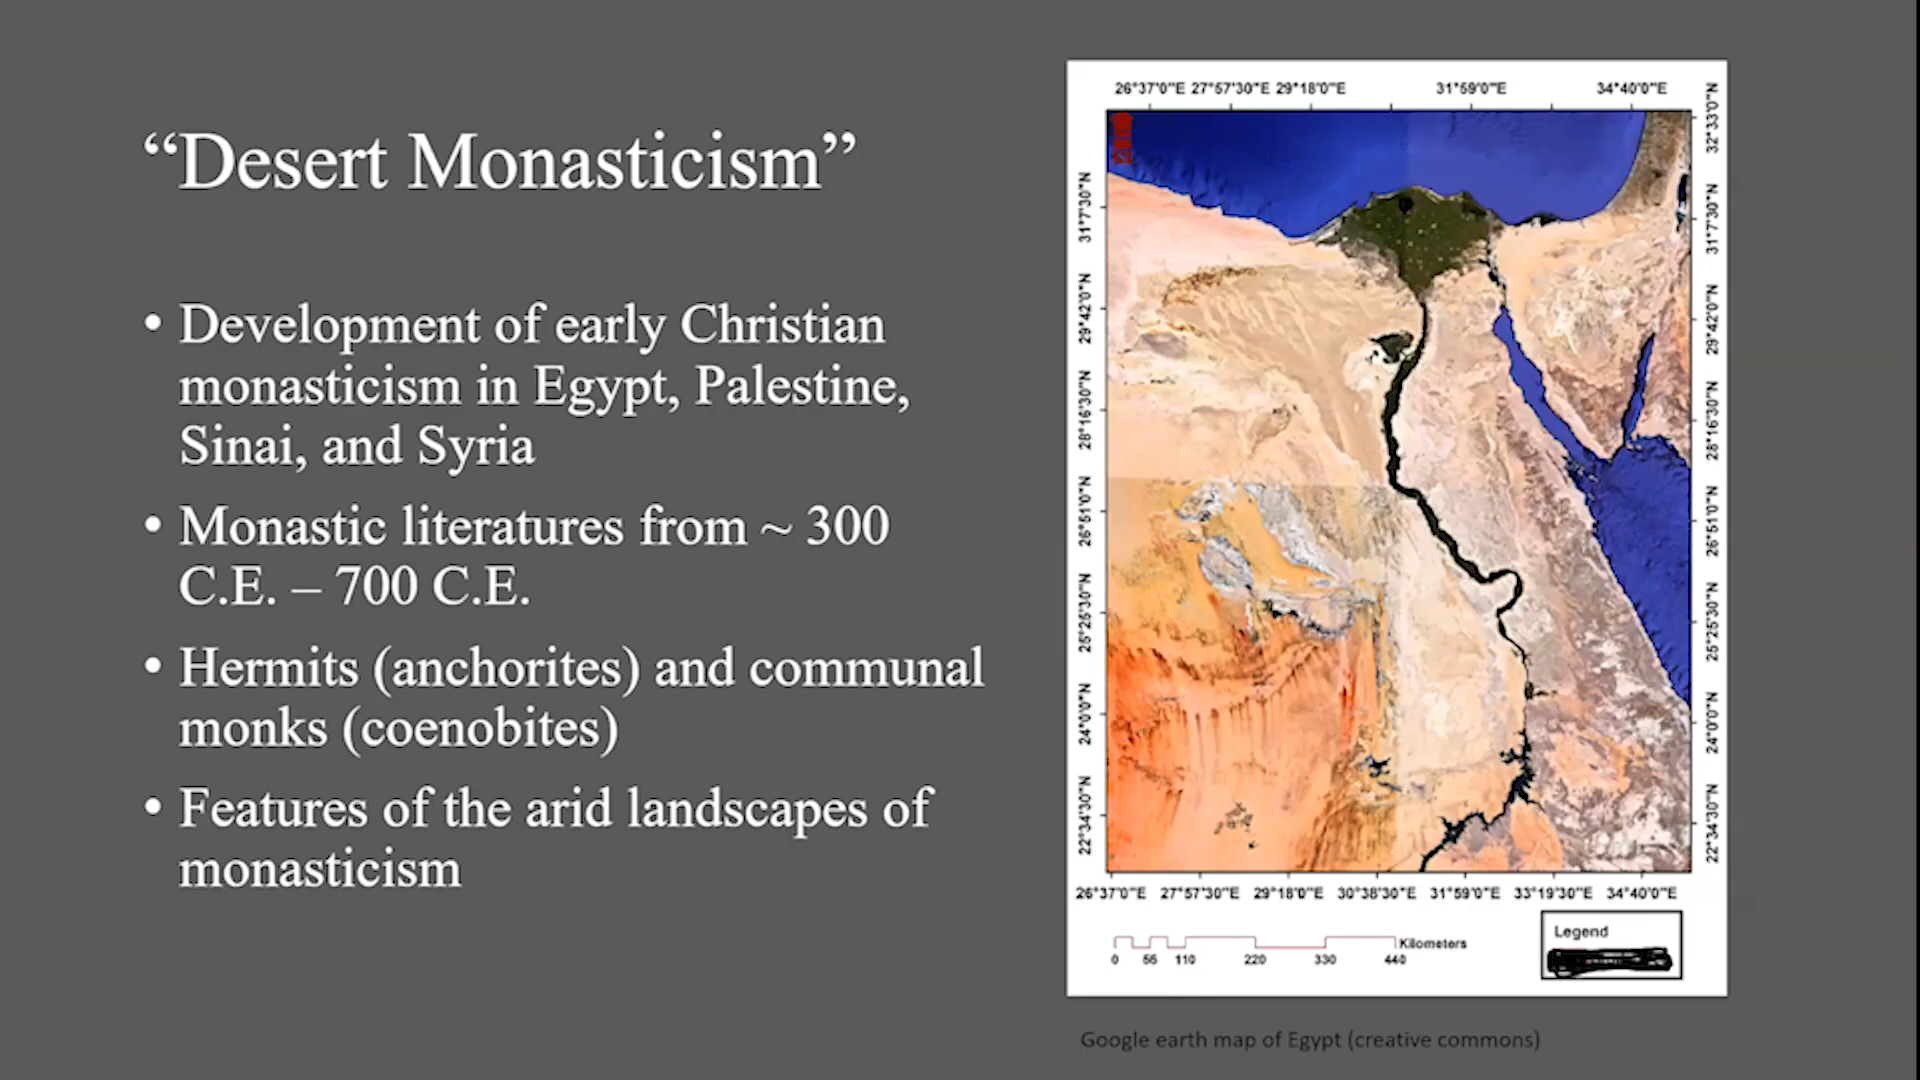 “Desert Monasticism”
• Development of early Christian
monasticism in Egypt, Palestine,
Sinai, and Syria
• Monastic literatures from ~ 300
C.E. – 700 C.E.
• Hermits (anchorites) and communal
monks (coenobites)
• Features of the arid landscapes of
monasticism
26°37'0"E 27°57'30"E 29°18'0"E 31°59'0"E 34°40'0"E
31°7'30"N
29°42'0"N
28°16'30"N
26°51'0"N
25°25'30"N
24°0'0"N
22°34'30"N
32°33'0"N
31°7'30"N
29°42'0"N
28°16'30"N
26°51'0"N
25°25'30"N
24°0'0"N
22°34'30"N
26°37'0"E 27°57'30"E 29°18'0"E 30°38'30"E 31°59'0"E 33°19'30"E 34°40'0"E
Kilometers
0 55 110 220 330 440
Legend
Google earth map of Egypt (creative commons)